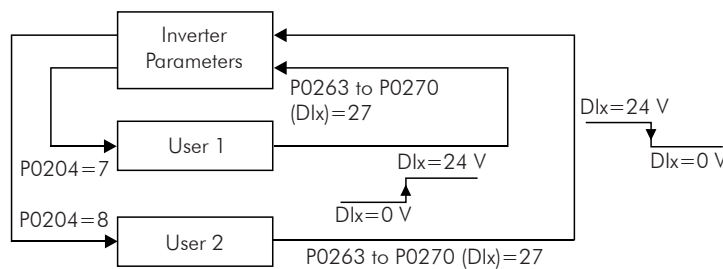 Inverter
Parameters
P0263 to P0270
(DIx)=27
DIx=24 V
DIx=0 V
User 1
P0204=7
DIx=24 V
DIx=0 V
P0204=8
User 2
P0263 to P0270 (DIx)=27